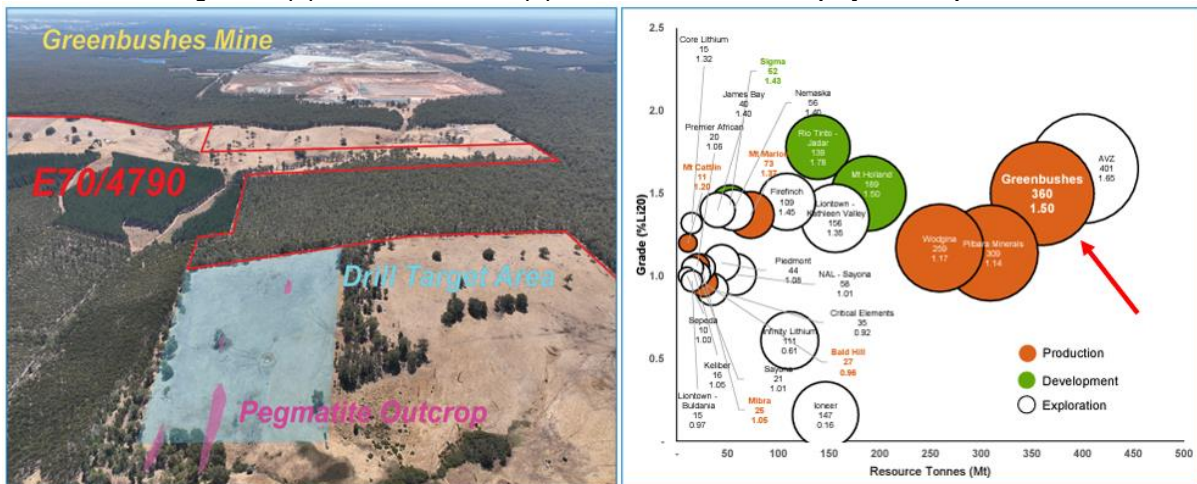 Greenbushes Mine
E70/4790
Drill Target Area
Pegmatite Outcrop
Grade (%Li20)
2.5
2.0
1.5
1.0
0.5
-
Core Lithium
15
1.32
Sigma
52
1.43
James Bay
40
1.40
Nemaska
56
1.40
Premier African
20
1.06
Mt Cattlin
11
1.20
Mt Marion
73
1.37
Rio Tinto -
Jadar
139
1.78
Mt Holland
189
1.50
Firefinch
109
1.45
Liontown -
Kathleen Valley
156
1.35
AVZ
401
1.65
Greenbushes
360
1.50
Wodgina
259
1.17
Pilbara Minerals
309
1.14
Piedmont
44
1.08
NAL - Sayona
58
1.01
Critical Elements
35
0.92
Sepeda
10
1.00
Infinity Lithium
111
0.61
Bald Hill
27
0.96
Keliber
16
1.05
Sayona
21
1.01
Liontown -
Buldania
15
0.97
Mibra
25
1.05
Ioneer
147
0.16
Production
Development
Exploration
- 50 100 150 200 250 300 350 400 450 500
Resource Tonnes (Mt)